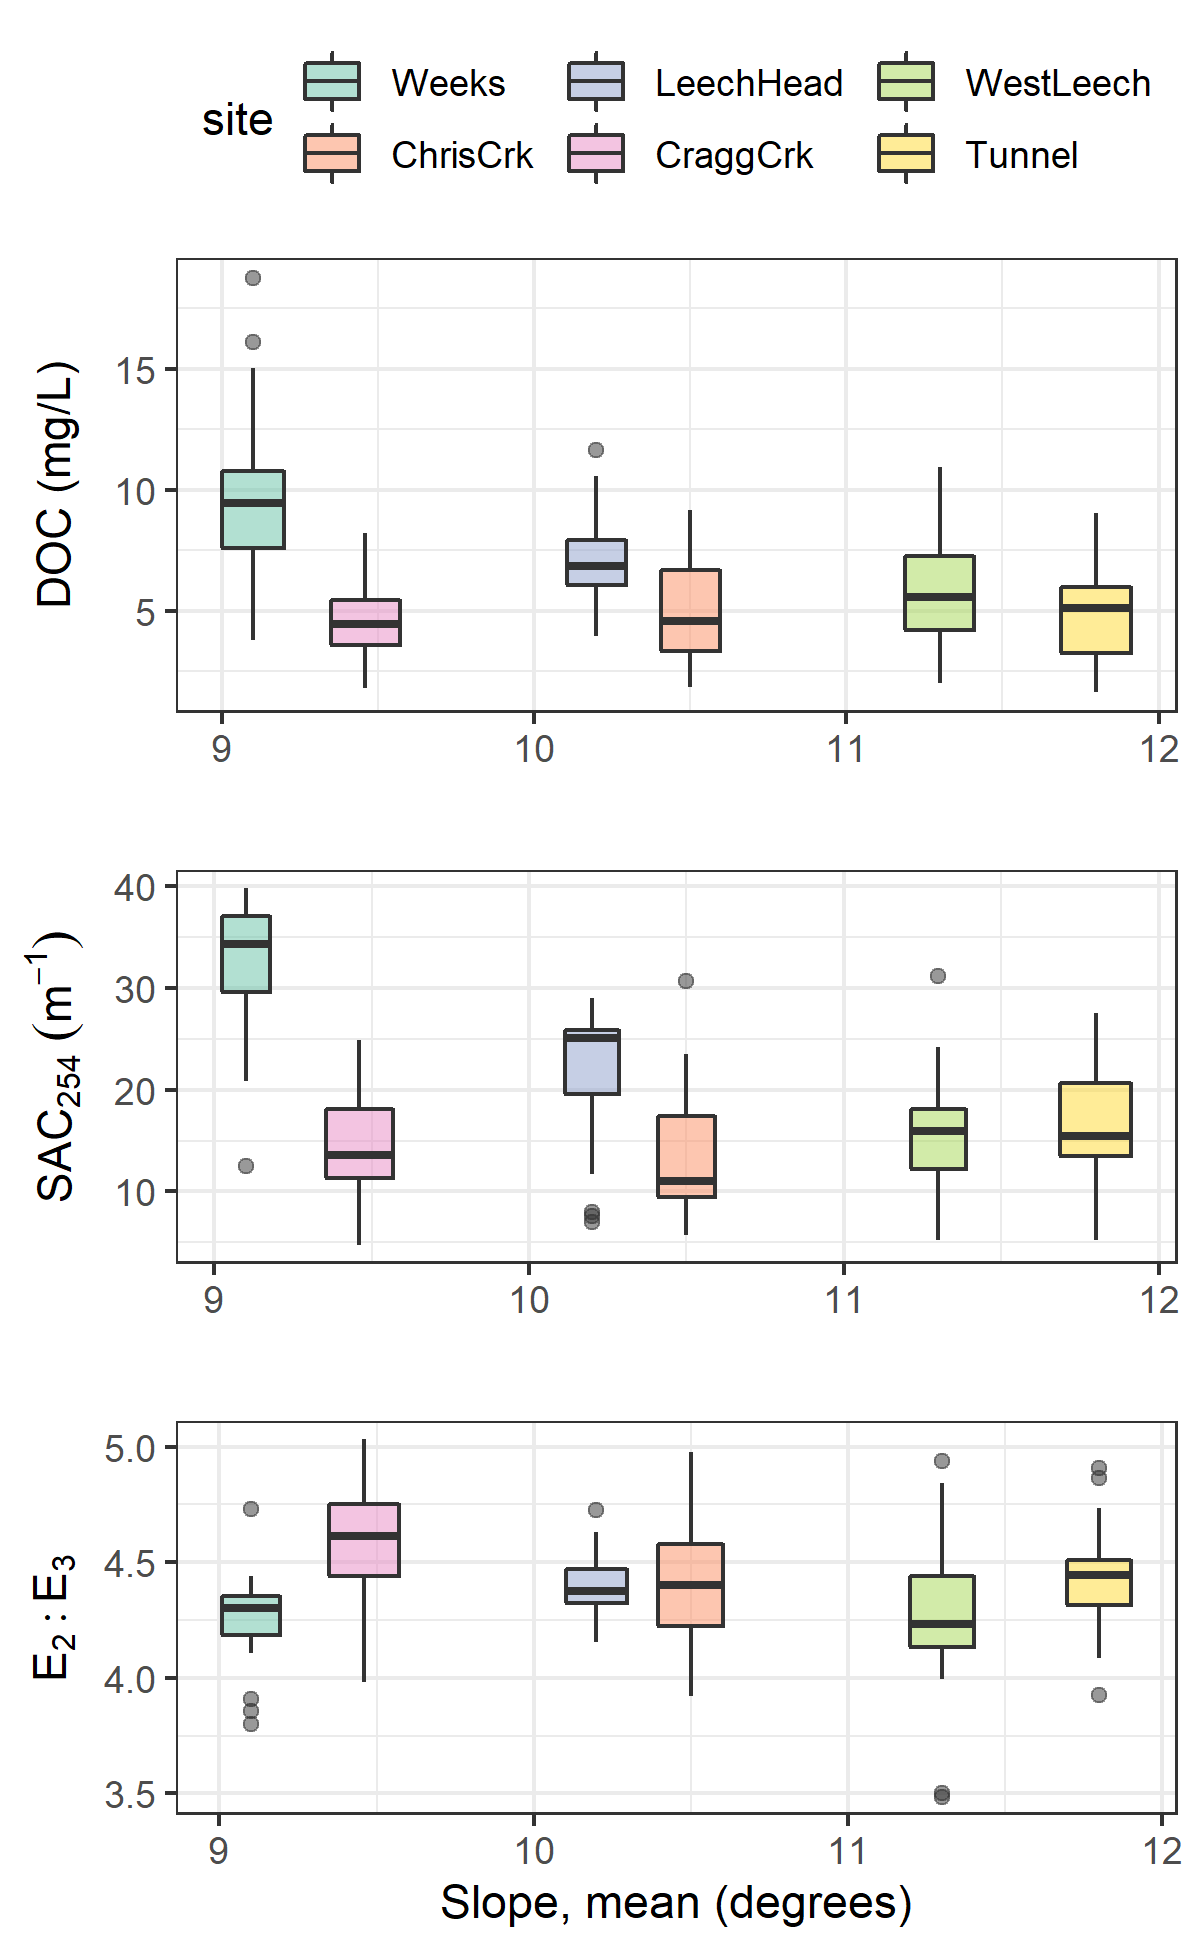 site
Weeks LeechHead WestLeech
ChrisCrk CraggCrk Tunnel
DOC (mg/L)
15
10
5
9 10 11 12
SAC₂₅₄ (m⁻¹)
40
30
20
10
9 10 11 12
E₂ : E₃
5.0
4.5
4.0
3.5
9 10 11 12
Slope, mean (degrees)